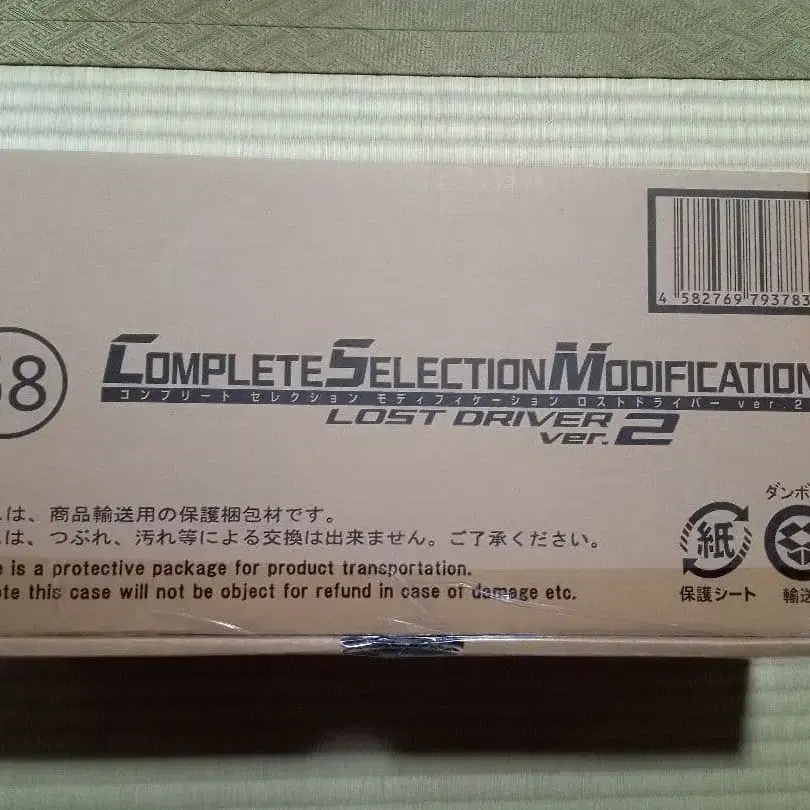 4 582769 793783
8
COMPLETE SELECTION MODIFICATION
コンプリート セレクション モディフィケーション ロストドライバー ver.2
LOST DRIVER
ver.2
は、商品輸送用の保護梱包材です。
は、つぶれ、汚れ等による交換は出来ません。ご了承ください。
is a protective package for product transportation.
this case will not be object for refund in case of damage etc.
ダンボ
紙
保護シート
輸送